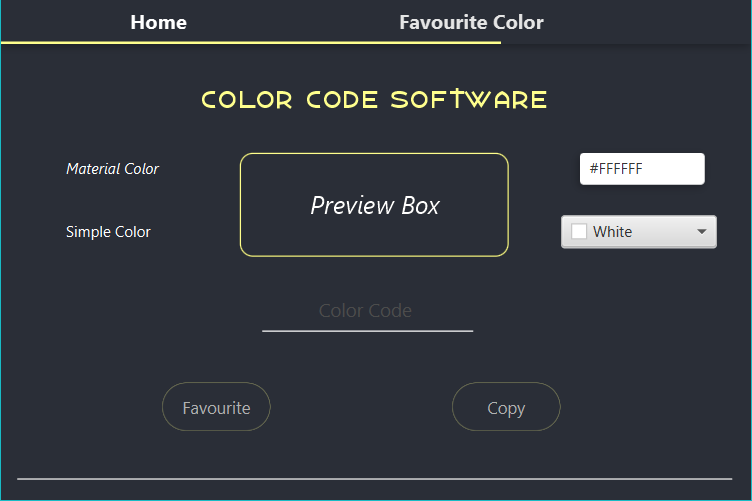 Home
Favourite Color
COLOR CODE SOFTWARE
Material Color
Preview Box
#FFFFFF
Simple Color
White
Color Code
Favourite
Copy